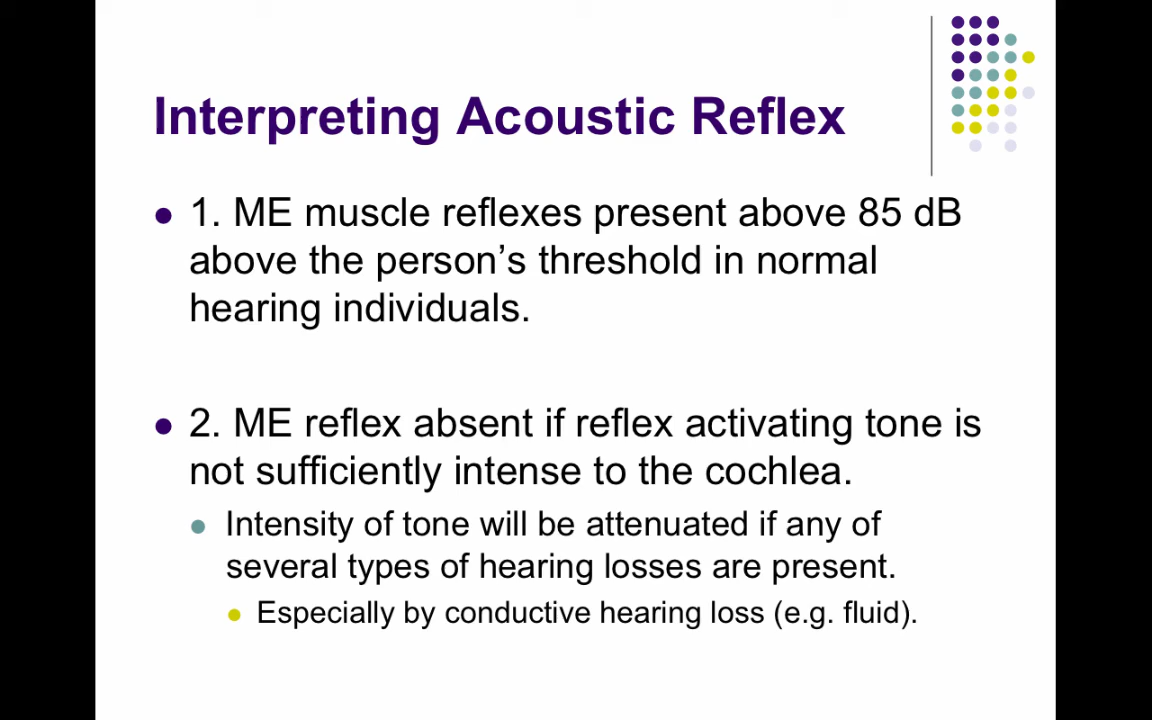 Interpreting Acoustic Reflex
1. ME muscle reflexes present above 85 dB
above the person's threshold in normal
hearing individuals.
2. ME reflex absent if reflex activating tone is
not sufficiently intense to the cochlea.
Intensity of tone will be attenuated if any of
several types of hearing losses are present.
Especially by conductive hearing loss (e.g. fluid).